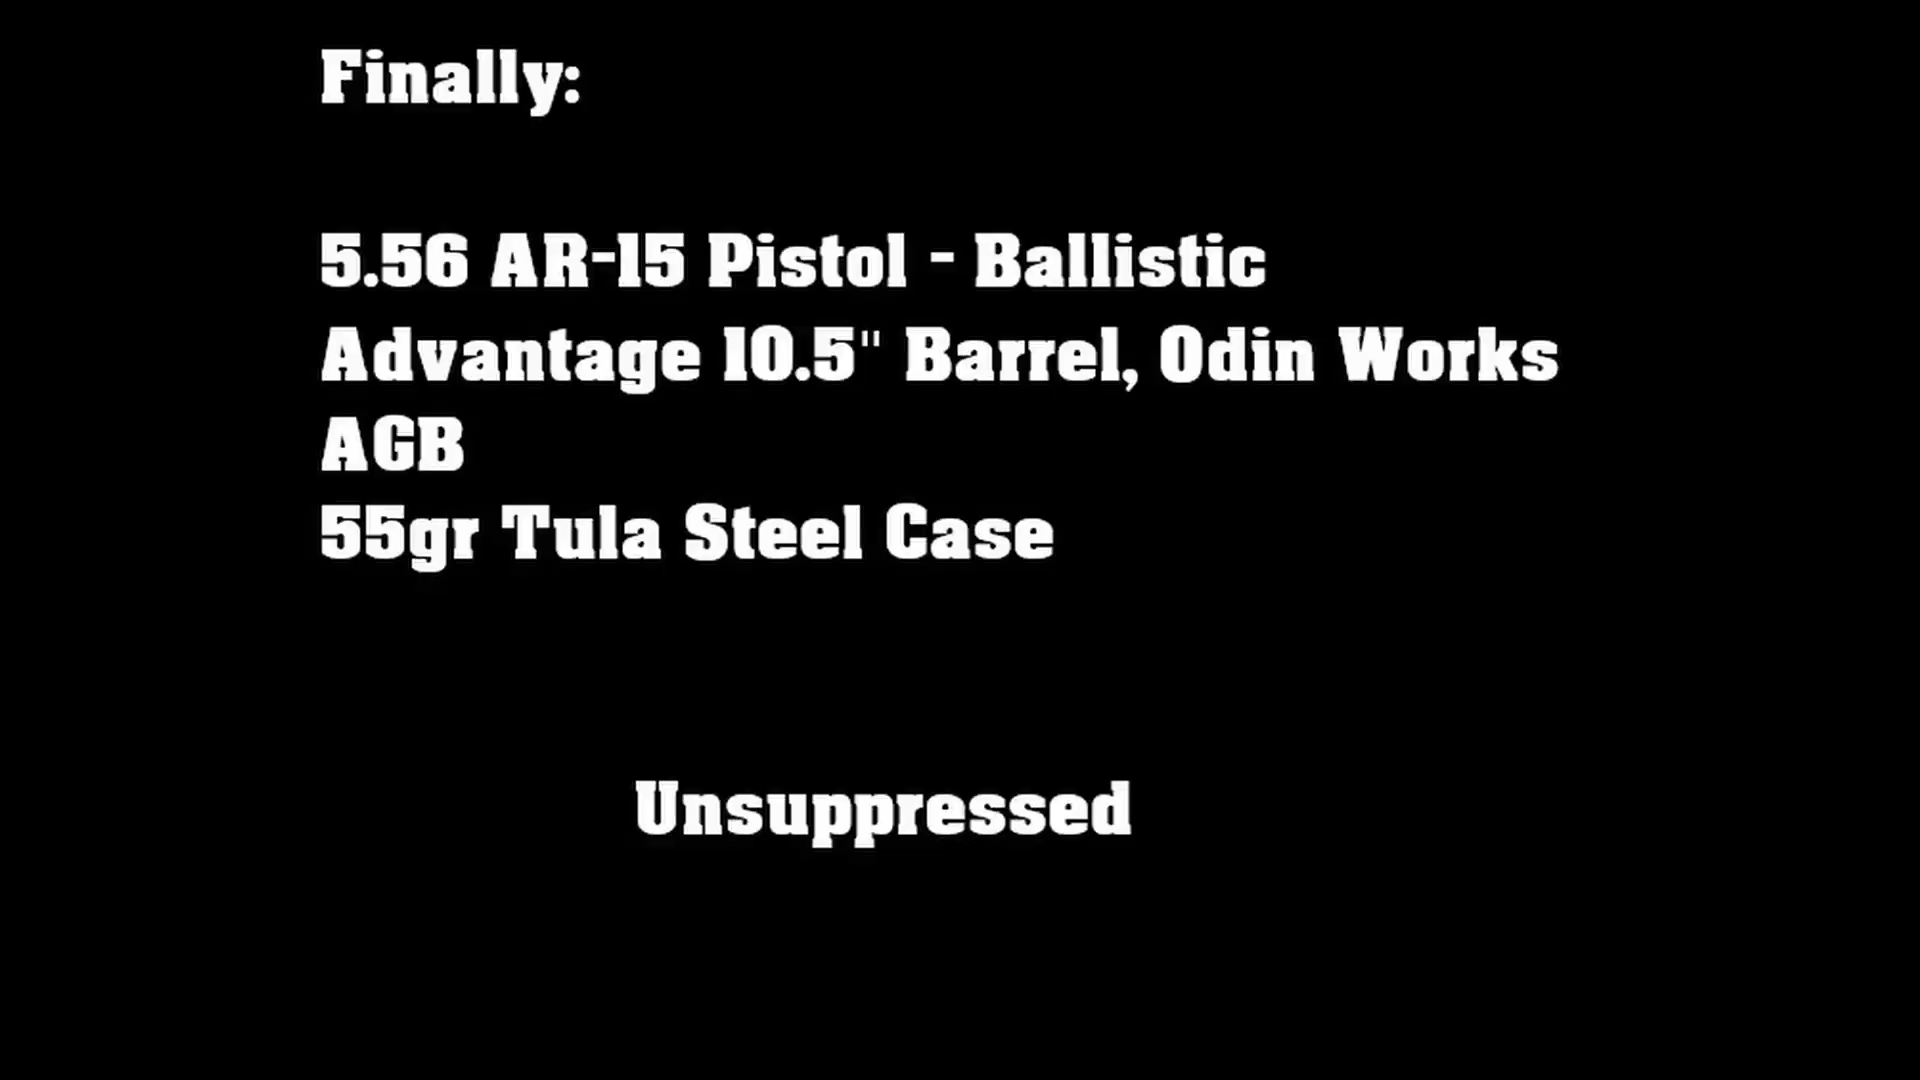 Finally:
5.56 AR-15 Pistol - Ballistic
Advantage 10.5" Barrel, Odin Works
AGB
55gr Tula Steel Case
Unsuppressed